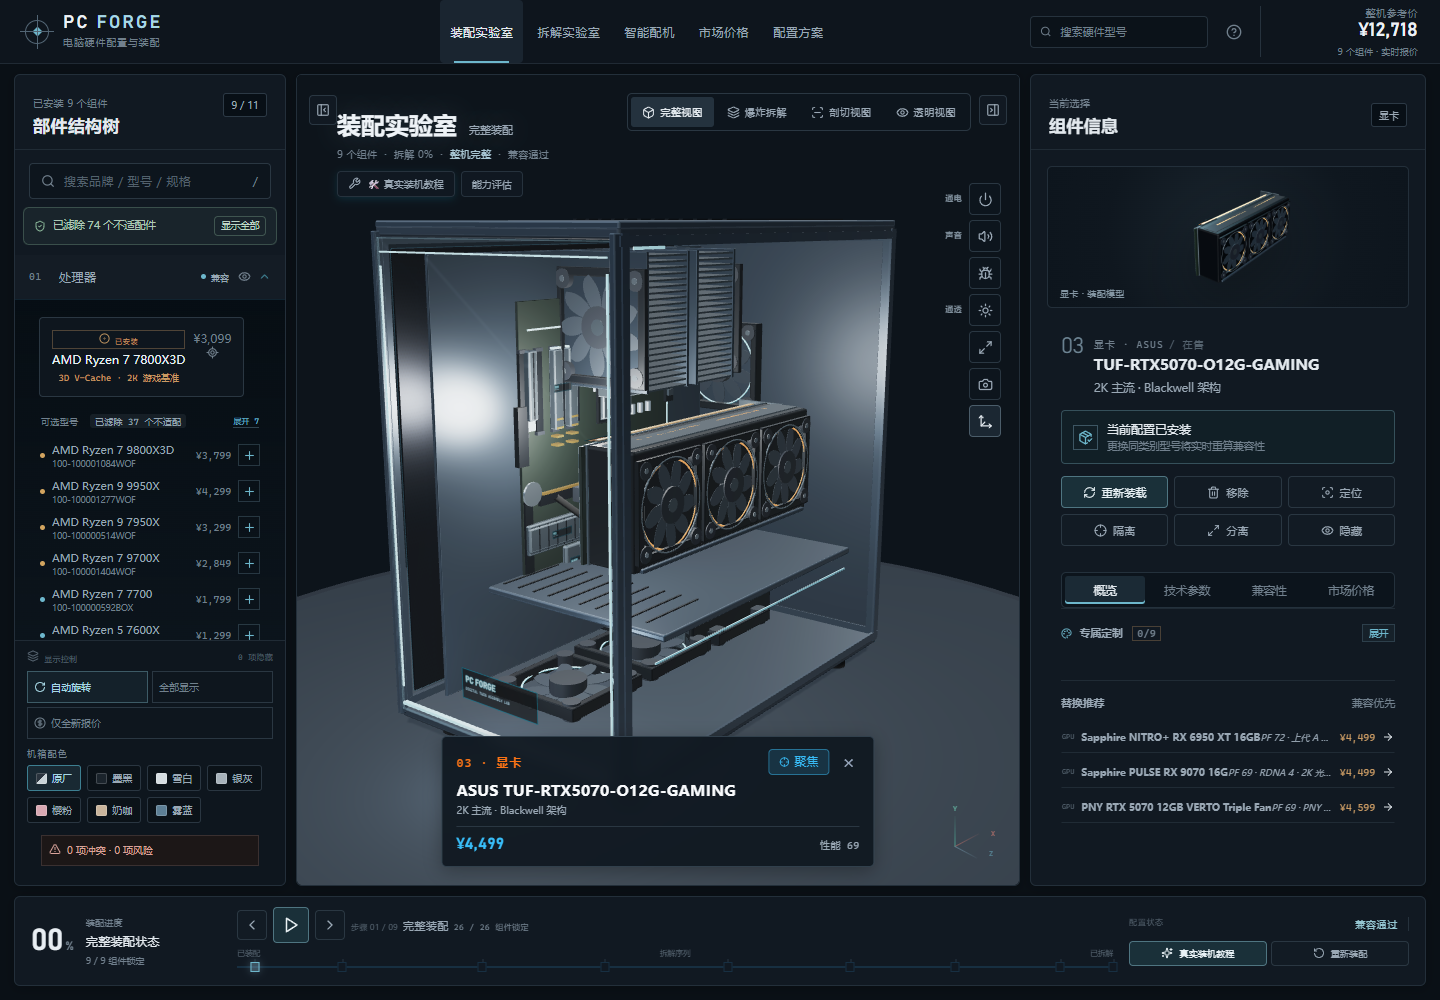 PC FORGE
电脑硬件配置与装配
装配实验室
拆解实验室
智能配机
市场价格
配置方案
搜索硬件型号
整机参考价
¥12,718
9 个组件 · 实时报价
已安装 9 个组件
部件结构树
9 / 11
搜索品牌 / 型号 / 规格
/
已滤除 74 个不适配件
显示全部
01
处理器
兼容
已安装
¥3,099
AMD Ryzen 7 7800X3D
3D V-Cache · 2K 游戏基准
可选型号
已滤除 37 个不适配
展开 7
AMD Ryzen 7 9800X3D
100-100001084WOF
¥3,799
AMD Ryzen 9 9950X
100-100001277WOF
¥4,299
AMD Ryzen 9 7950X
100-100000514WOF
¥3,299
AMD Ryzen 7 9700X
100-100001404WOF
¥2,849
AMD Ryzen 7 7700
100-100000592BOX
¥1,799
AMD Ryzen 5 7600X
¥1,299
显示控制
0 项隐藏
自动旋转
全部显示
仅全新报价
机箱配色
原厂
墨黑
雪白
银灰
樱粉
奶咖
雾蓝
0 项冲突 · 0 项风险
装配实验室
完整装配
9 个组件 · 拆解 0% · 整机完整 · 兼容通过
🛠 真实装机教程
能力评估
完整视图
爆炸拆解
剖切视图
透明视图
通电
声音
通透
PC FORGE
03 · 显卡
聚焦
ASUS TUF-RTX5070-O12G-GAMING
2K 主流 · Blackwell 架构
¥4,499
性能 69
Y
X
Z
当前选择
组件信息
显卡
显卡 · 装配模型
03
显卡 · ASUS / 在售
TUF-RTX5070-O12G-GAMING
2K 主流 · Blackwell 架构
当前配置已安装
更换同类别型号将实时重算兼容性
重新装载
移除
定位
隔离
分离
隐藏
概览
技术参数
兼容性
市场价格
专属定制
0/9
展开
替换推荐
兼容优先
GPU Sapphire NITRO+ RX 6950 XT 16GB PF 72 · 上代 A ... ¥4,499
GPU Sapphire PULSE RX 9070 16G PF 69 · RDNA 4 · 2K 光... ¥4,499
GPU PNY RTX 5070 12GB VERTO Triple Fan PF 69 · PNY ... ¥4,599
00%
装配进度
完整装配状态
9 / 9 组件锁定
步骤 01 / 09 完整装配 26 / 26 组件锁定
已装配
拆解序列
已拆解
配置状态
兼容通过
真实装机教程
重新装配